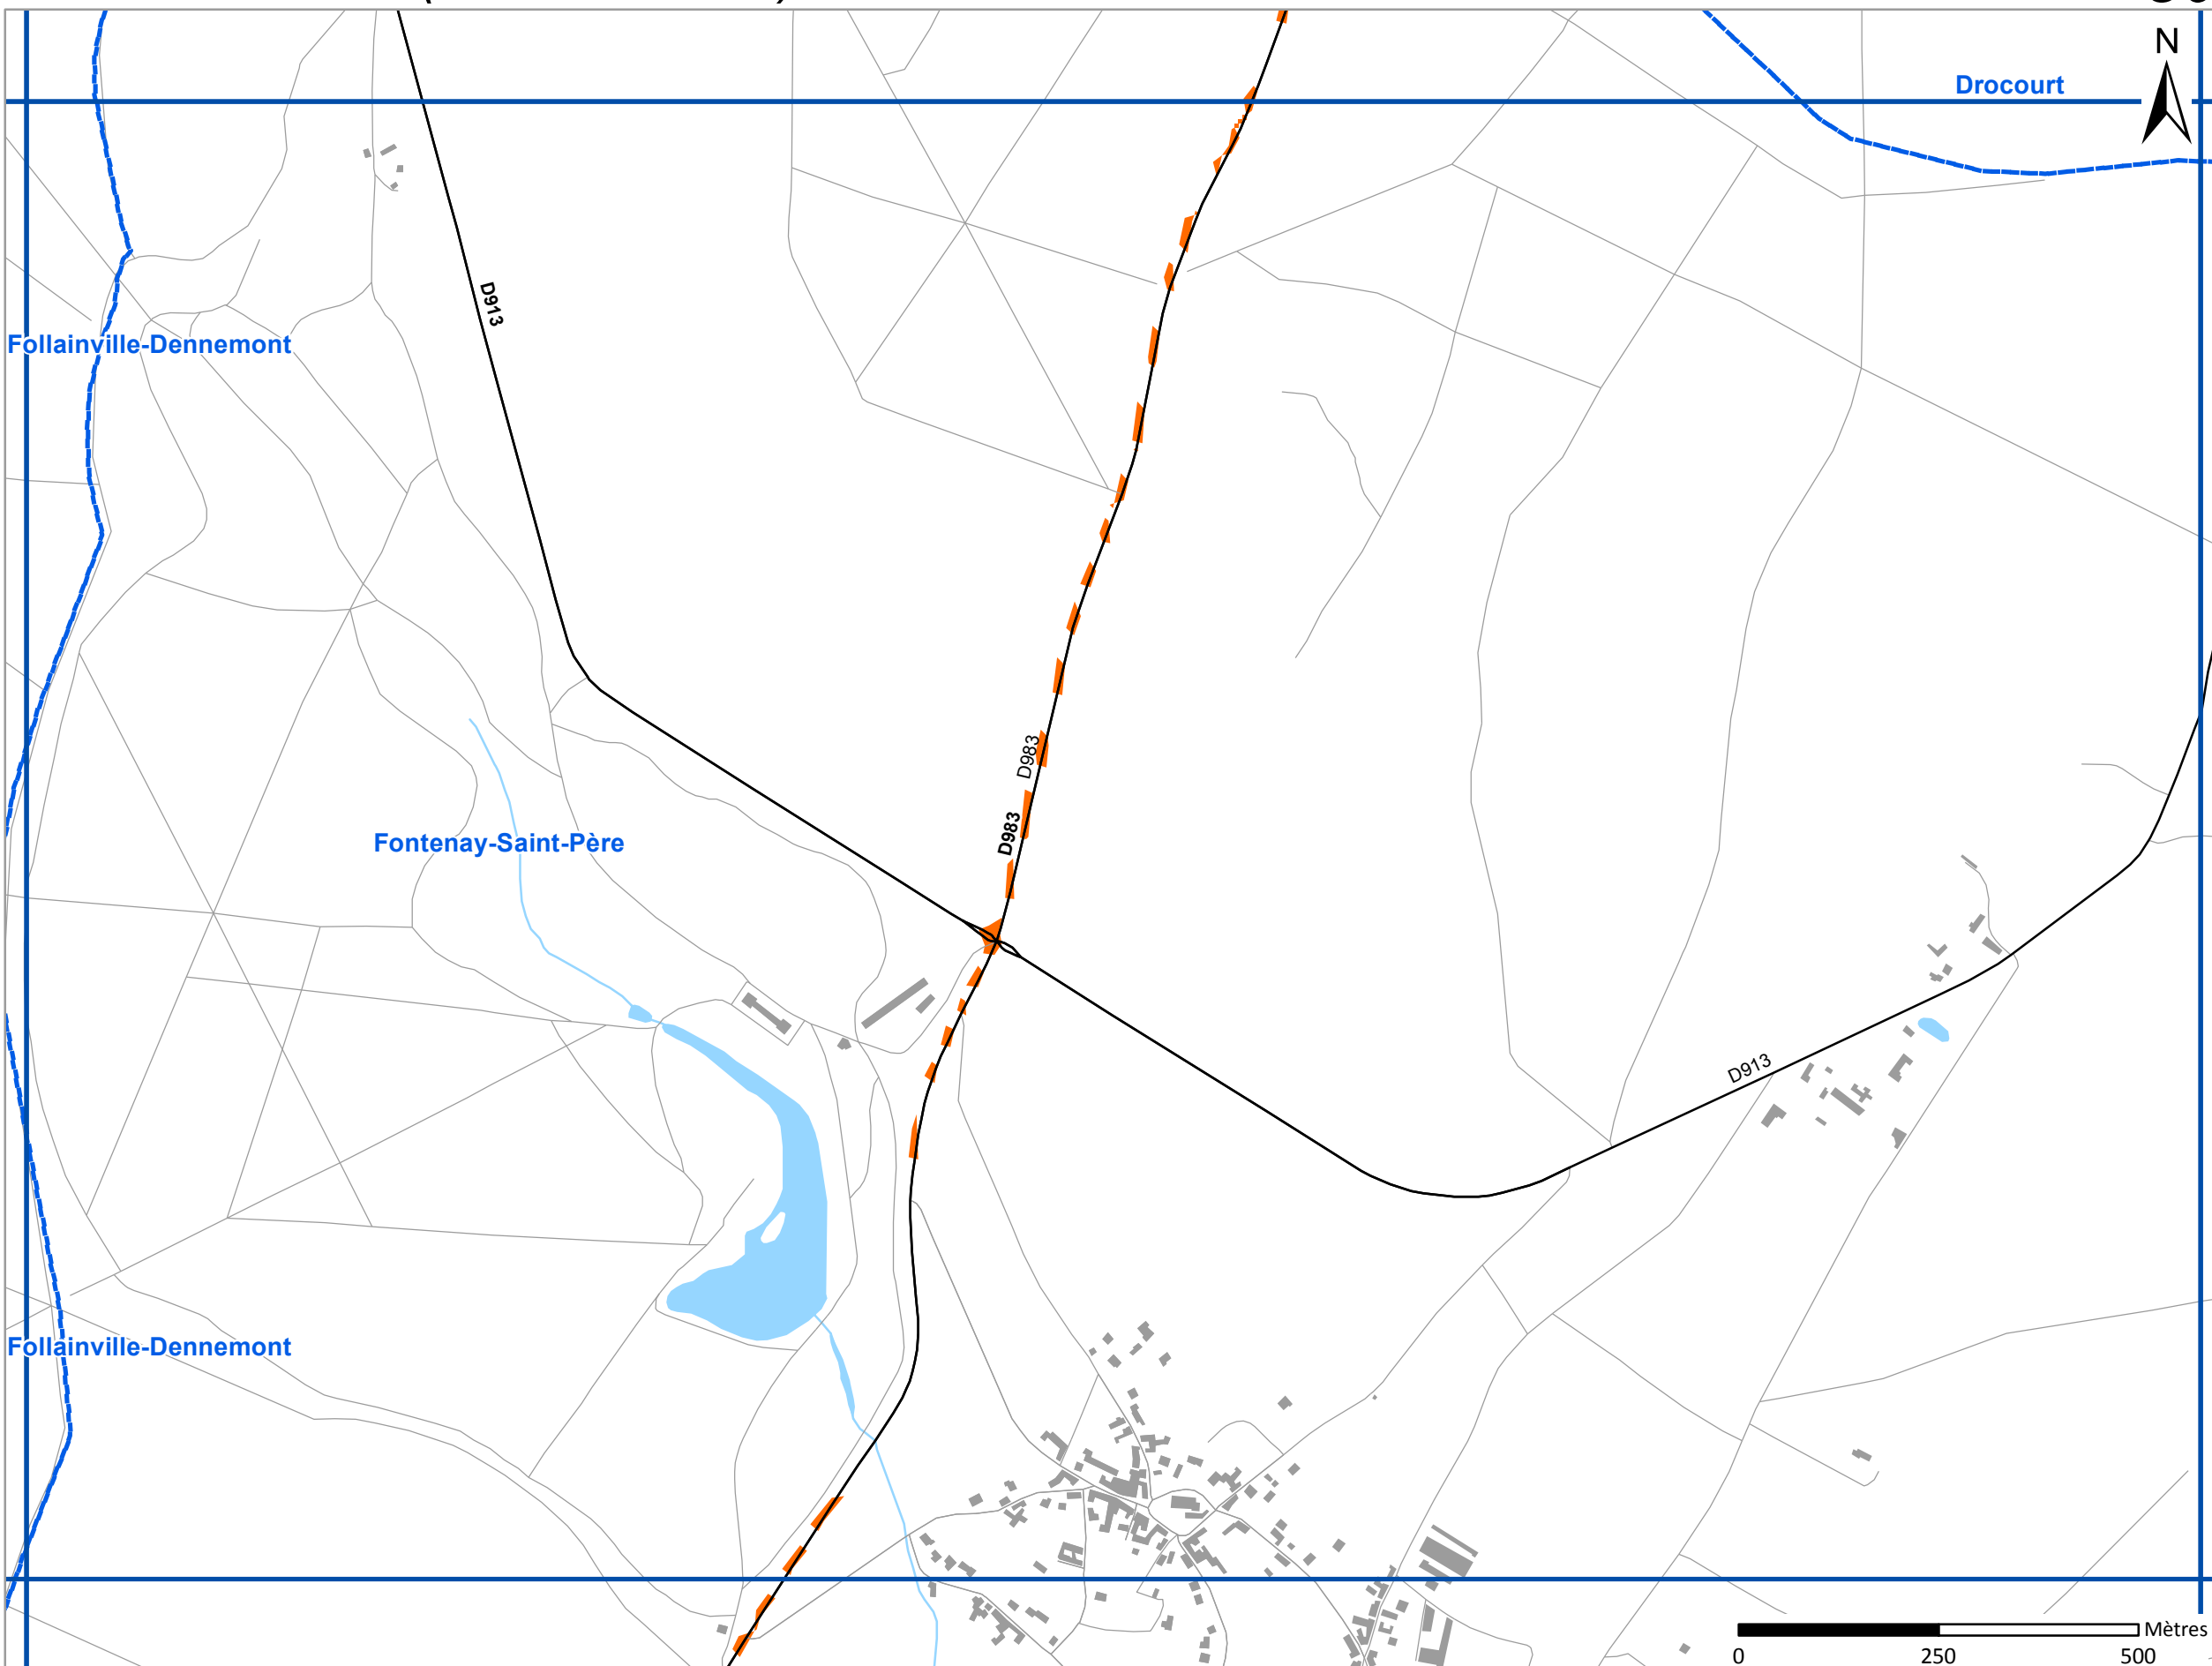 N
Drocourt
D913
Follainville-Dennemont
D983
D983
Fontenay-Saint-Père
D913
Follainville-Dennemont
Mètres
0 250 500